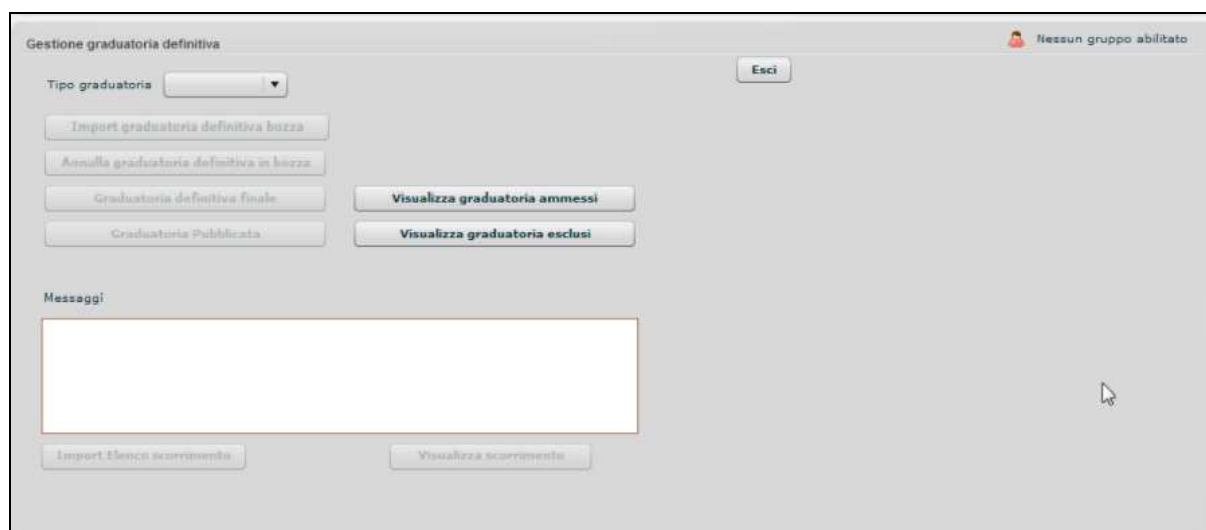 Gestione graduatoria definitiva
Nessun gruppo abilitato
Tipo graduatoria
Esci
Import graduatoria definitiva bozza
Annulla graduatoria definitiva in bozza
Graduatoria definitiva finale
Visualizza graduatoria ammessi
Graduatoria Pubblicata
Visualizza graduatoria esclusi
Messaggi
Import Elenco scorrimento
Visualizza scorrimento